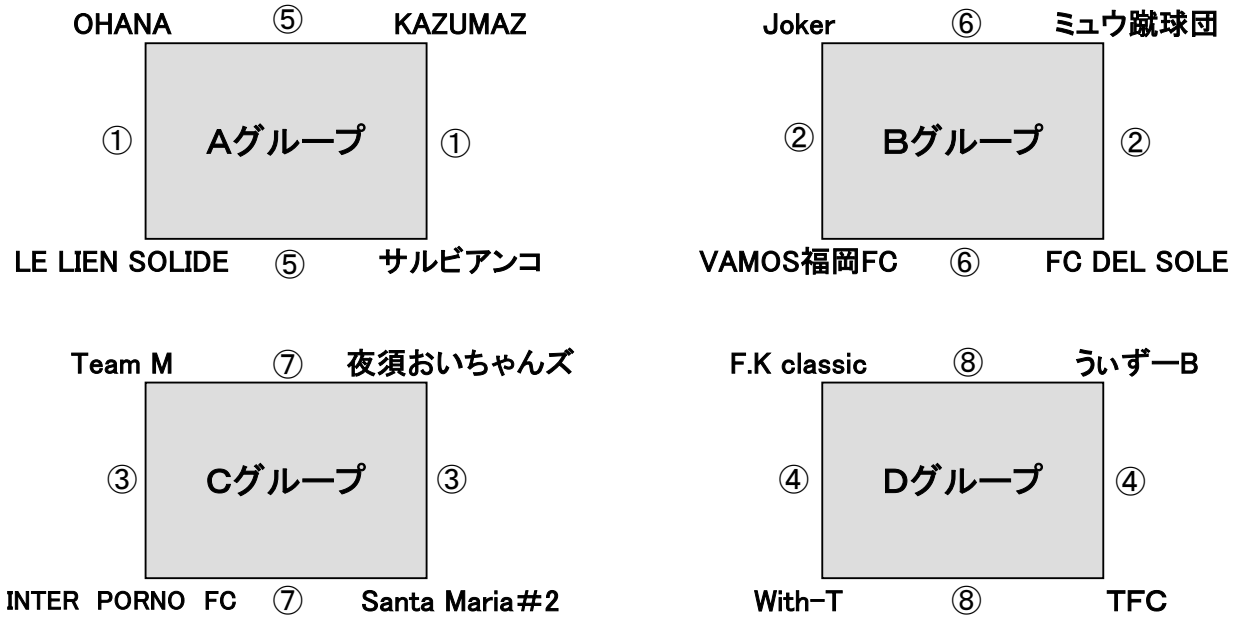 OHANA ⑤ KAZUMAZ
① Aグループ ①
LE LIEN SOLIDE ⑤ サルビアンコ
Joker ⑥ ミュウ蹴球団
② Bグループ ②
VAMOS福岡FC ⑥ FC DEL SOLE
Team M ⑦ 夜須おいちゃんズ
③ Cグループ ③
INTER PORNO FC ⑦ Santa Maria#2
F.K classic ⑧ うぃずーB
④ Dグループ ④
With-T ⑧ TFC